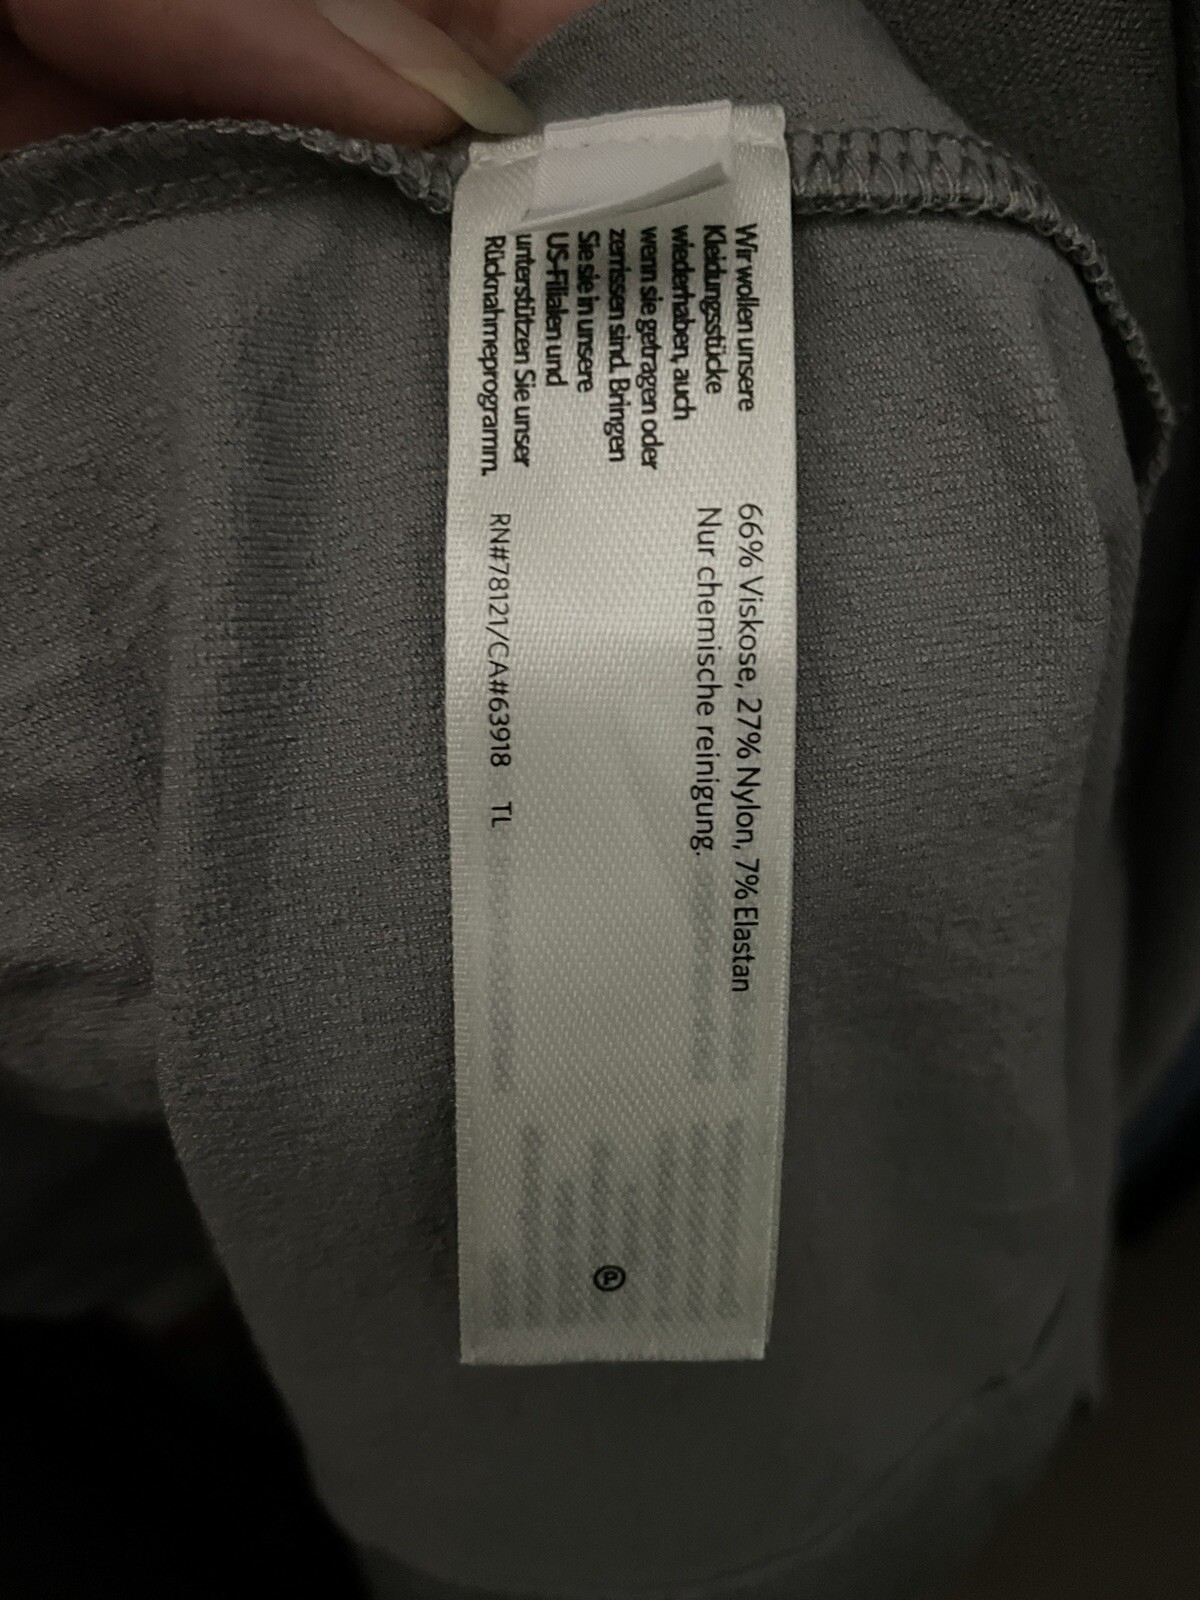 Wir wollen unsere
Kleidungsstücke
wiederhaben, auch
wenn sie getragen oder
zerrissen sind. Bringen
Sie sie in unsere
US-Filialen und
unterstützen Sie unser
Rücknahmeprogramm.
66% Viskose, 27% Nylon, 7% Elastan
Nur chemische reinigung.
RN#78121/CA#63918 TL
P